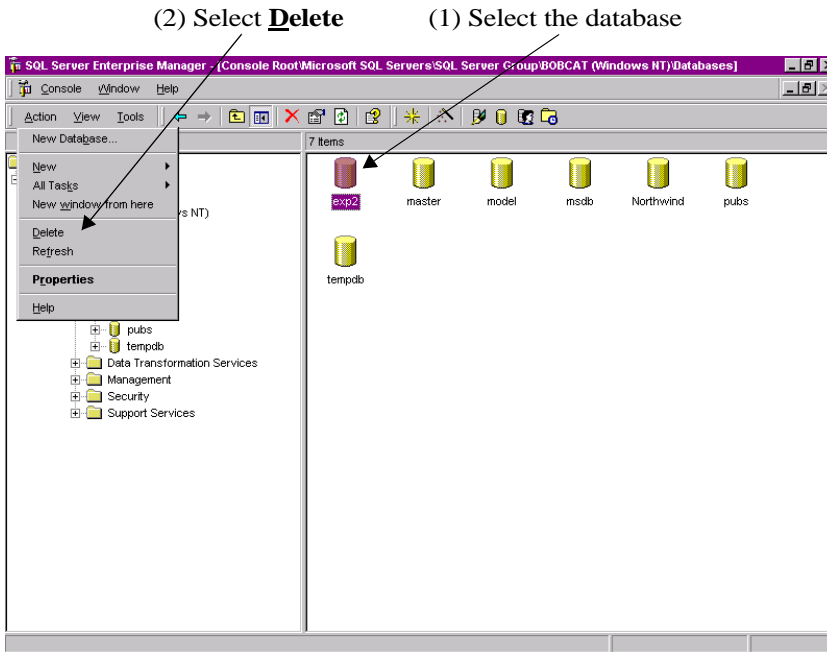 (2) Select Delete (1) Select the database
SQL Server Enterprise Manager - [Console Root\Microsoft SQL Servers\SQL Server Group\BOBCAT (Windows NT)\Databases]
Console Window Help
Action View Tools
7 Items
New Database...
New
All Tasks
New window from here
Delete
Refresh
Properties
Help
s NT)
pubs
tempdb
Data Transformation Services
Management
Security
Support Services
exp2 master model msdb Northwind pubs
tempdb